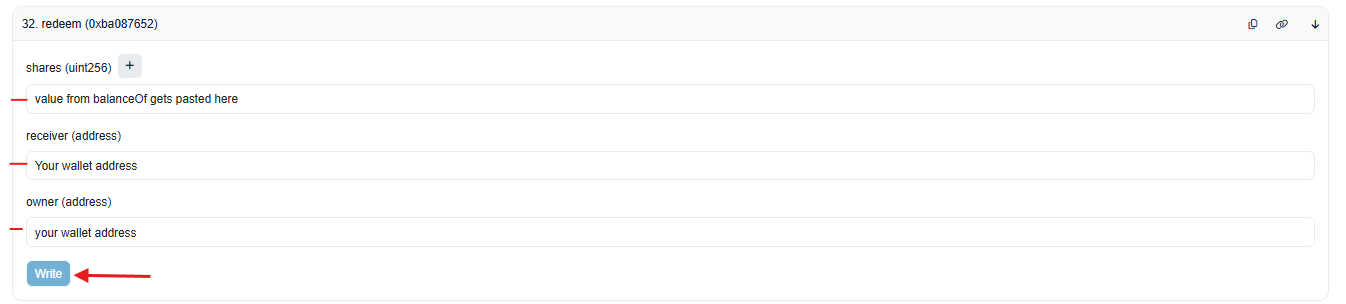 32. redeem (0xba087652)
shares (uint256) +
value from balanceOf gets pasted here
receiver (address)
Your wallet address
owner (address)
your wallet address
Write